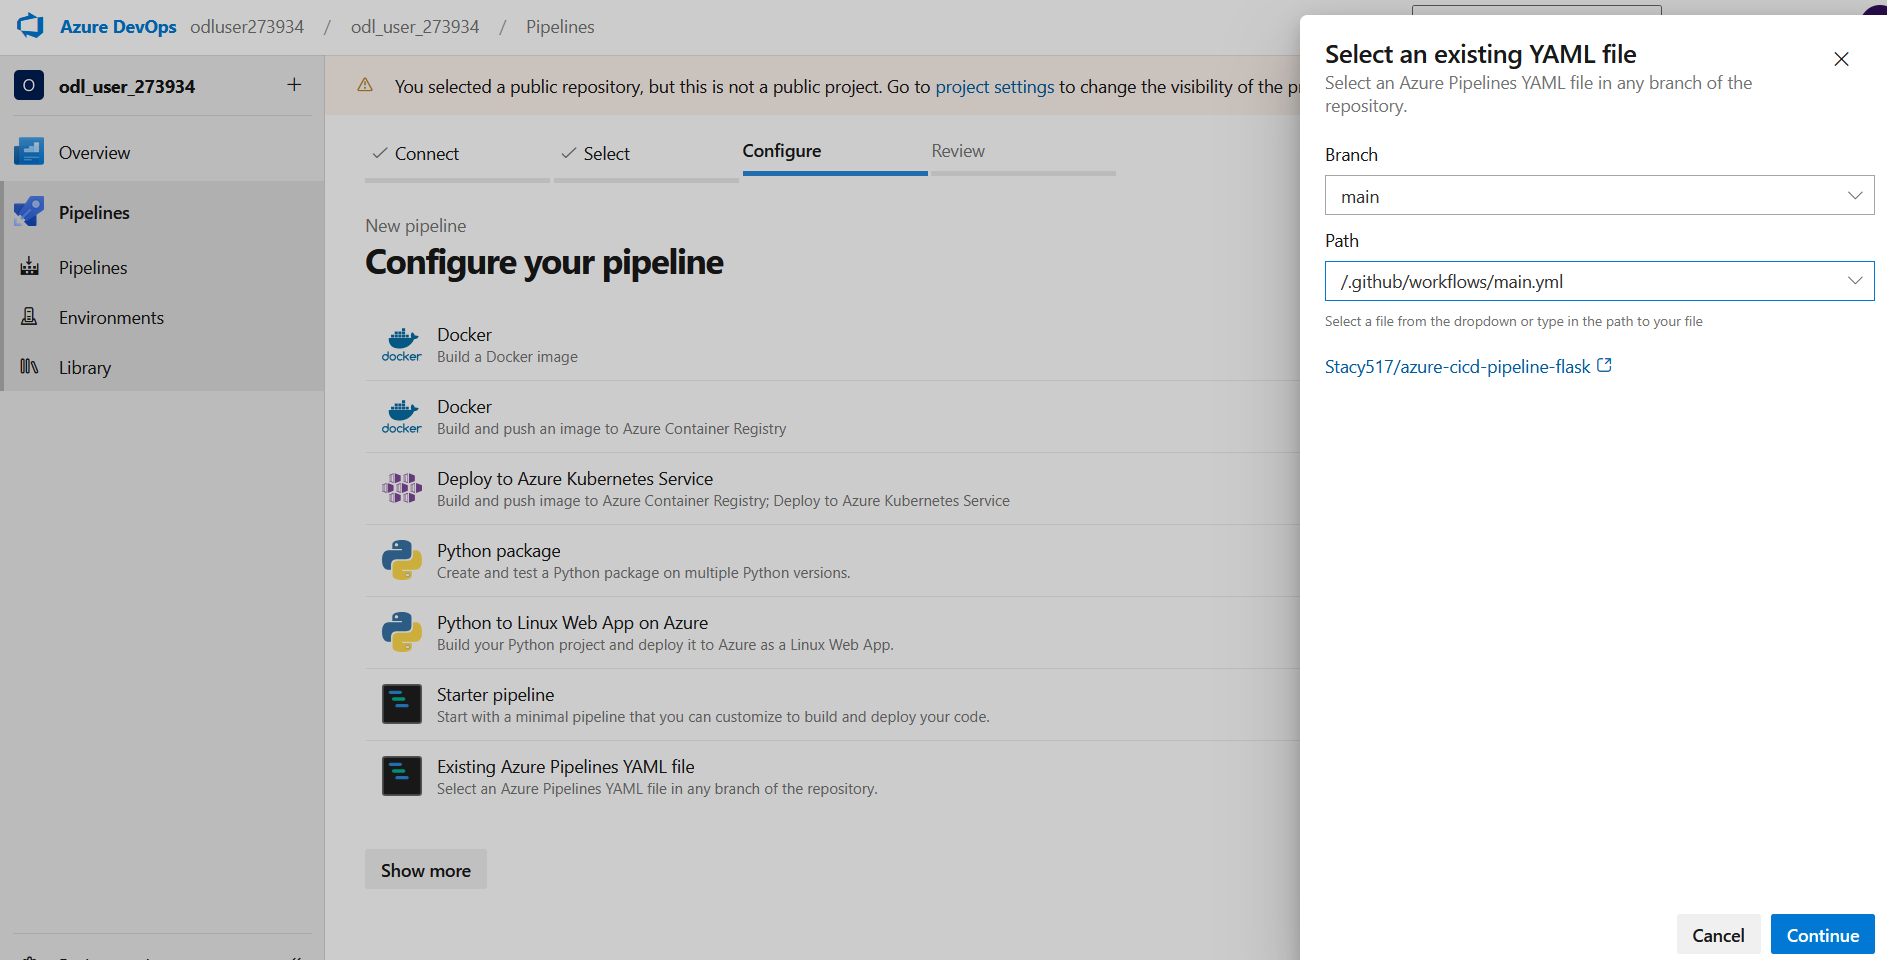 Azure DevOps odluser273934 / odl_user_273934 / Pipelines
O odl_user_273934 +
Overview
Pipelines
Pipelines
Environments
Library
You selected a public repository, but this is not a public project. Go to project settings to change the visibility of the
Connect
Select
Configure
Review
New pipeline
Configure your pipeline
docker
Docker
Build a Docker image
docker
Docker
Build and push an image to Azure Container Registry
Deploy to Azure Kubernetes Service
Build and push image to Azure Container Registry; Deploy to Azure Kubernetes Service
Python package
Create and test a Python package on multiple Python versions.
Python to Linux Web App on Azure
Build your Python project and deploy it to Azure as a Linux Web App.
Starter pipeline
Start with a minimal pipeline that you can customize to build and deploy your code.
Existing Azure Pipelines YAML file
Select an Azure Pipelines YAML file in any branch of the repository.
Show more
Select an existing YAML file
Select an Azure Pipelines YAML file in any branch of the
repository.
Branch
main
Path
/.github/workflows/main.yml
Select a file from the dropdown or type in the path to your file
Stacy517/azure-cicd-pipeline-flask
Cancel
Continue